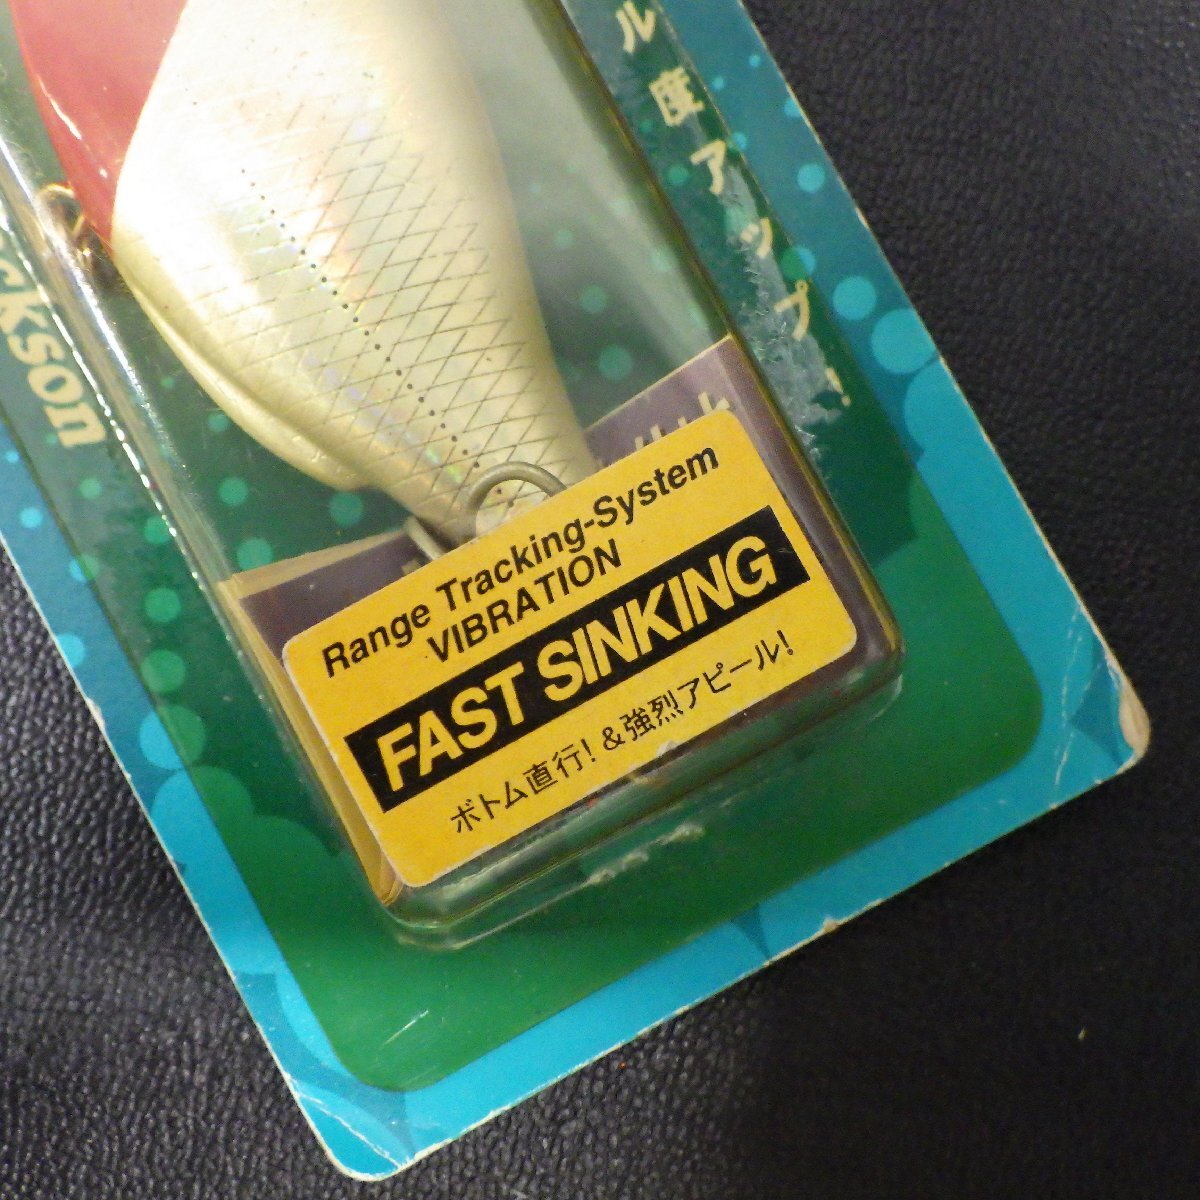 ル度アップ!
ckson
Range Tracking-System
VIBRATION
FAST SINKING
ボトム直行!&強烈アピール!